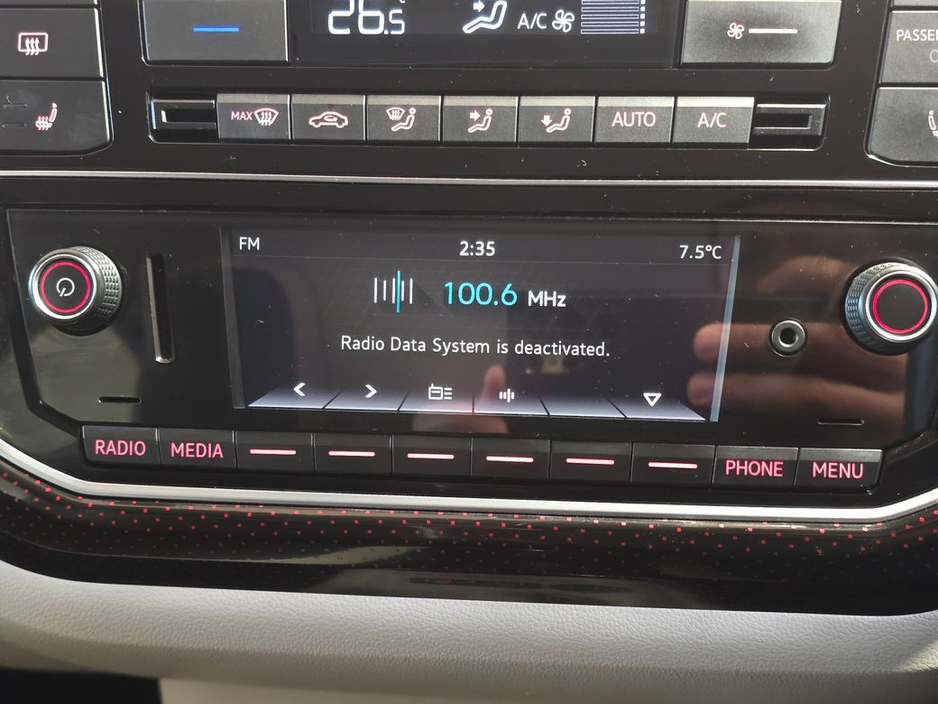 26.5
A/C
PASSE
MAX
AUTO
A/C
FM
2:35
7.5°C
100.6 MHz
Radio Data System is deactivated.
RADIO
MEDIA
PHONE
MENU